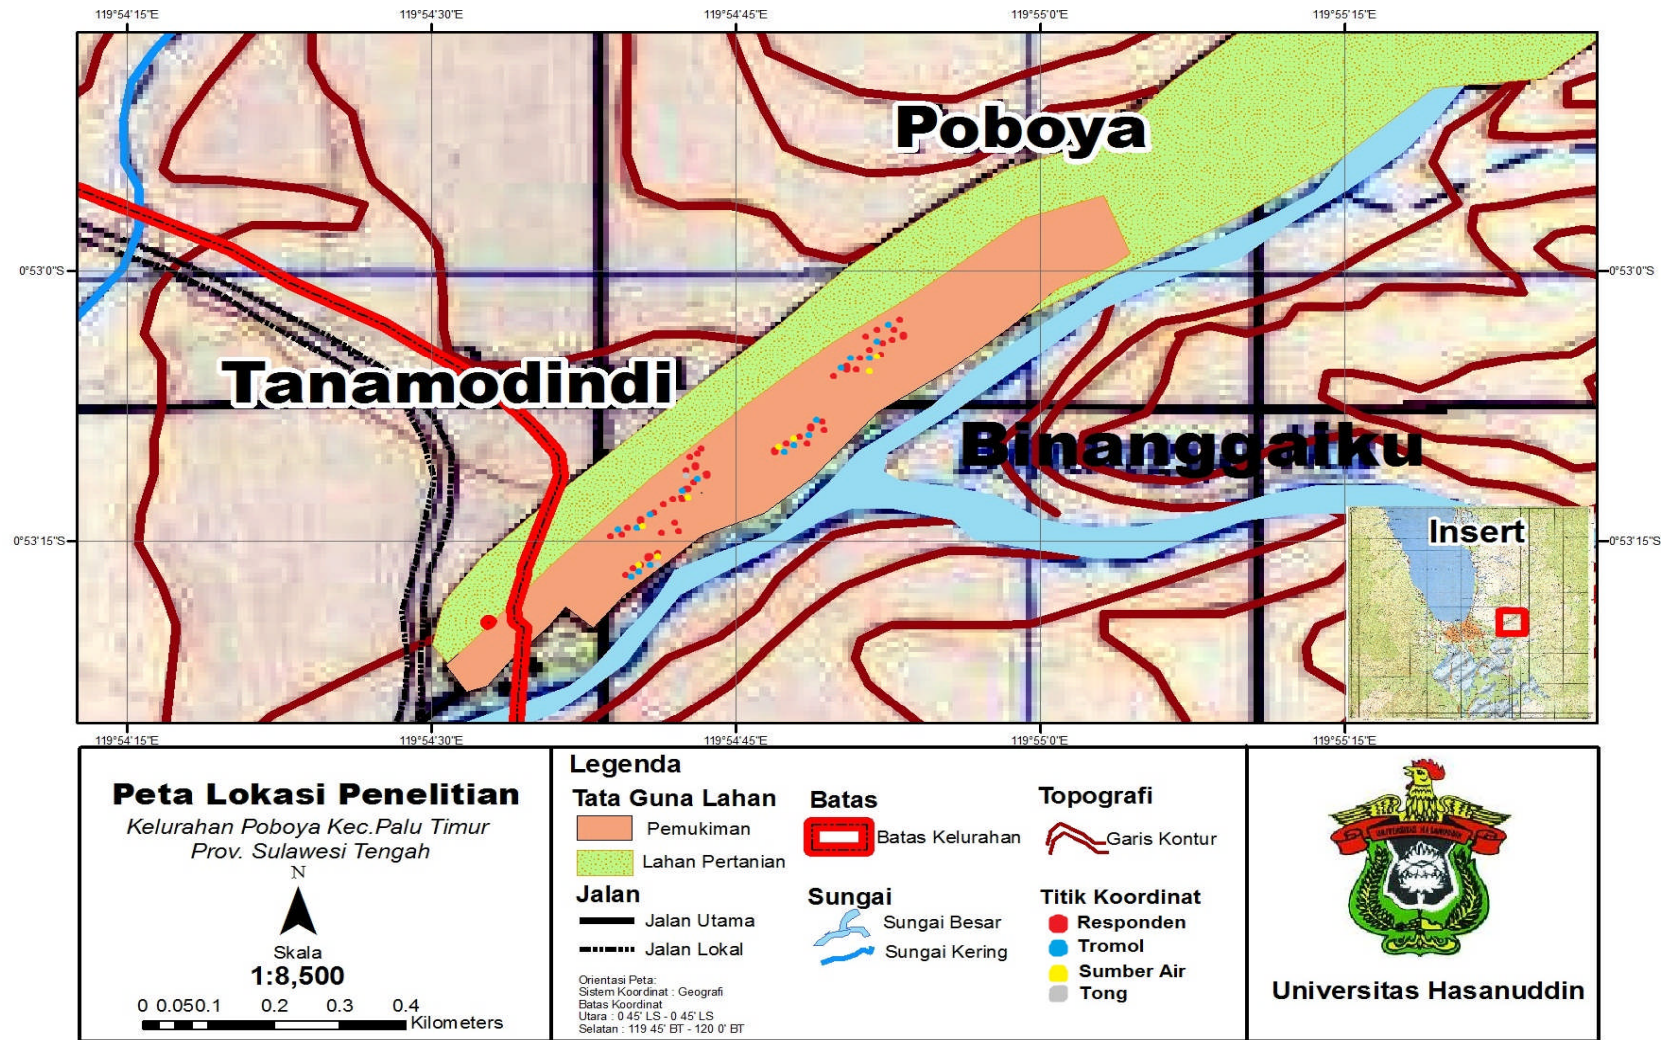 119°54'15"E 119°54'30"E 119°54'45"E 119°55'0"E 119°55'15"E
Poboya
0°53'0"S 0°53'0"S
Tanamodindi
Binanggaiku
Insert
0°53'15"S 0°53'15"S
119°54'15"E 119°54'30"E 119°54'45"E 119°55'0"E 119°55'15"E
Peta Lokasi Penelitian
Kelurahan Poboya Kec.Palu Timur
Prov. Sulawesi Tengah
N
Skala
1:8,500
0 0.050.1 0.2 0.3 0.4
Kilometers
Legenda
Tata Guna Lahan
Pemukiman
Lahan Pertanian
Jalan
Jalan Utama
Jalan Lokal
Orientasi Peta:
Sistem Koordinat : Geografi
Batas Koordinat
Utara : 0 45' LS - 0 45' LS
Selatan : 119 45' BT - 120 0' BT
Batas
Batas Kelurahan
Sungai
Sungai Besar
Sungai Kering
Topografi
Garis Kontur
Titik Koordinat
Responden
Tromol
Sumber Air
Tong
UNIVERSITAS HASANUDDIN
Universitas Hasanuddin